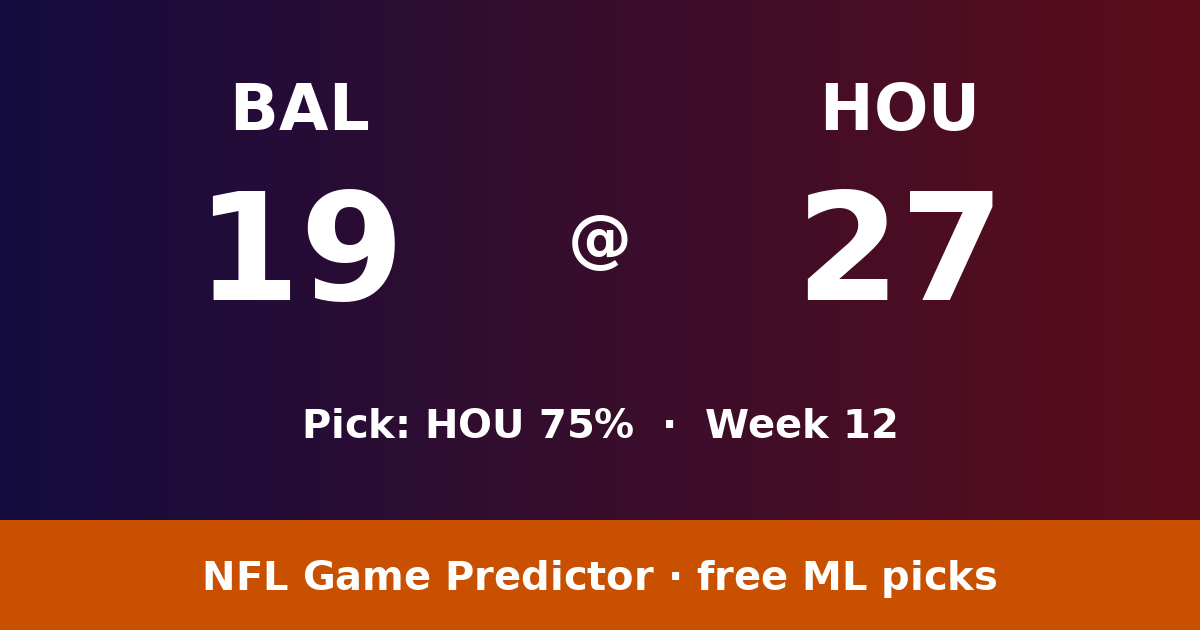 BAL HOU
19 @ 27
Pick: HOU 75% · Week 12
NFL Game Predictor · free ML picks